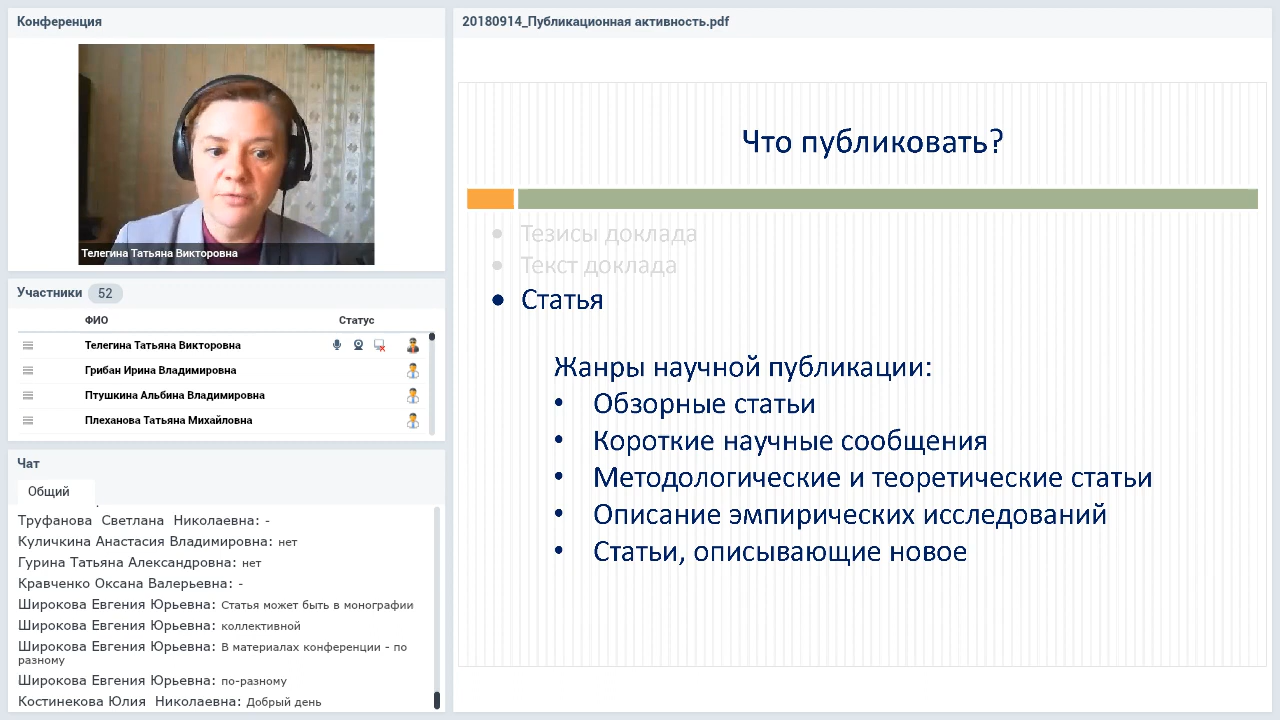 Конференция
Телегина Татьяна Викторовна
Участники 52
ФИО Статус
Телегина Татьяна Викторовна
Грибан Ирина Владимировна
Птушкина Альбина Владимировна
Плеханова Татьяна Михайловна
Чат
Общий
Труфанова Светлана Николаевна: -
Куличкина Анастасия Владимировна: нет
Гурина Татьяна Александровна: нет
Кравченко Оксана Валерьевна: -
Широкова Евгения Юрьевна: Статья может быть в монографии
Широкова Евгения Юрьевна: коллективной
Широкова Евгения Юрьевна: В материалах конференции - по
разному
Широкова Евгения Юрьевна: по-разному
Костинекова Юлия Николаевна: Добрый день
20180914_Публикационная активность.pdf
Что публиковать?
• Тезисы доклада
• Текст доклада
• Статья
Жанры научной публикации:
• Обзорные статьи
• Короткие научные сообщения
• Методологические и теоретические статьи
• Описание эмпирических исследований
• Статьи, описывающие новое